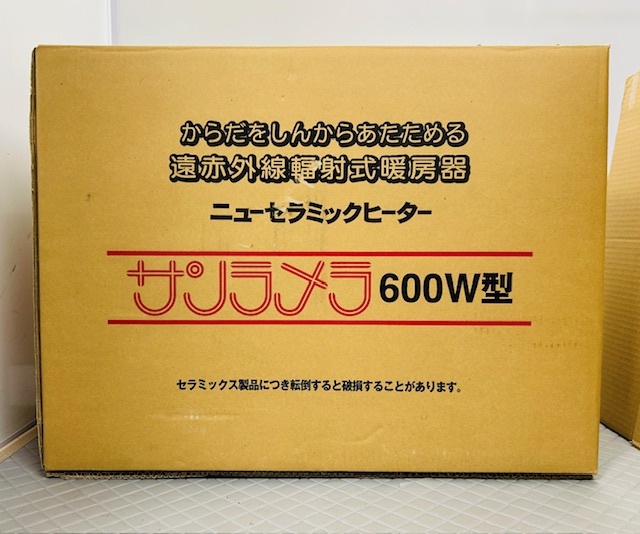 からだをしんからあたためる
遠赤外線輻射式暖房器
ニューセラミックヒーター
サンラメラ600W型
セラミックス製品につき転倒すると破損することがあります。